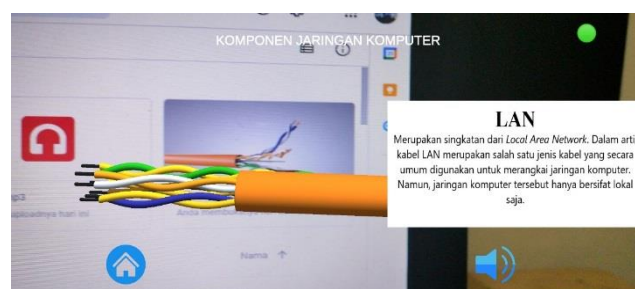 KOMPONEN JARINGAN KOMPUTER
LAN
Merupakan singkatan dari Local Area Network. Dalam arti
kabel LAN merupakan salah satu jenis kabel yang secara
umum digunakan untuk merangkai jaringan komputer.
Namun, jaringan komputer tersebut hanya bersifat lokal
saja.
Nama ↑